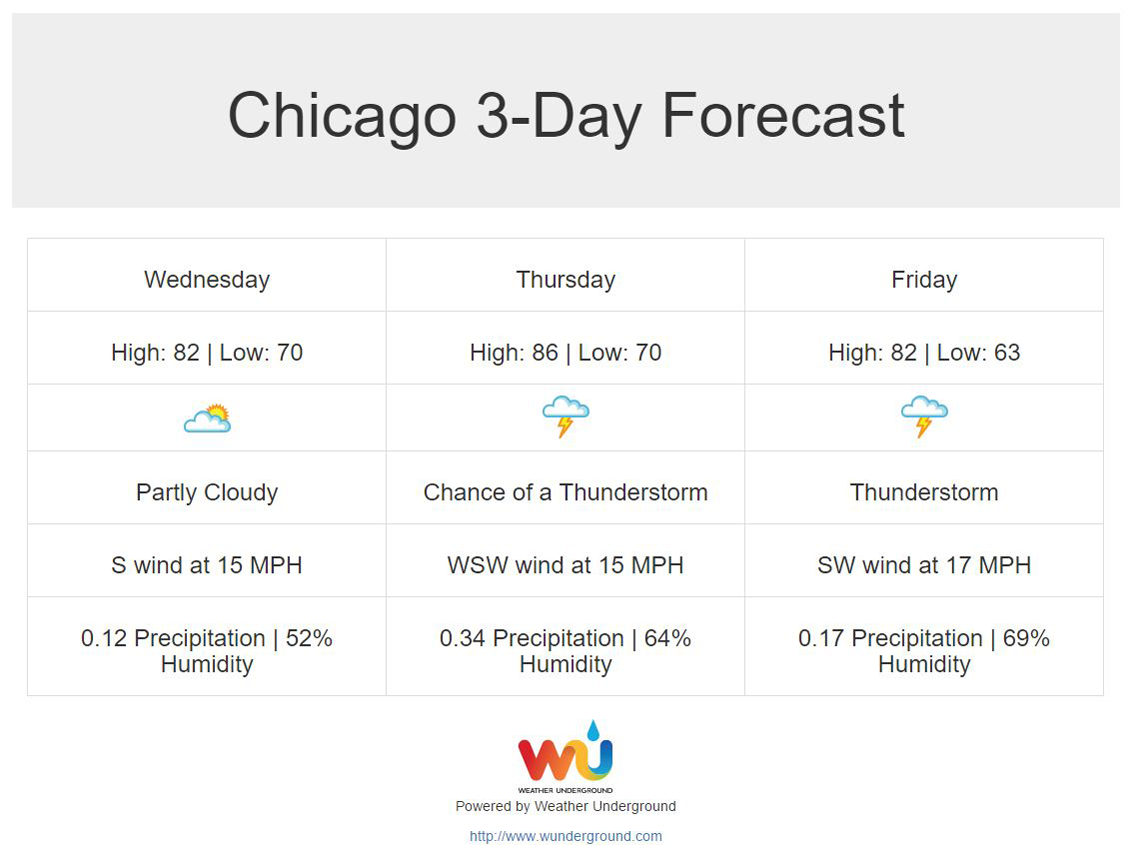 Chicago 3-Day Forecast
Wednesday
Thursday
Friday
High: 82 | Low: 70
High: 86 | Low: 70
High: 82 | Low: 63
Partly Cloudy
Chance of a Thunderstorm
Thunderstorm
S wind at 15 MPH
WSW wind at 15 MPH
SW wind at 17 MPH
0.12 Precipitation | 52%
Humidity
0.34 Precipitation | 64%
Humidity
0.17 Precipitation | 69%
Humidity
WU
WEATHER UNDERGROUND
Powered by Weather Underground
http://www.wunderground.com